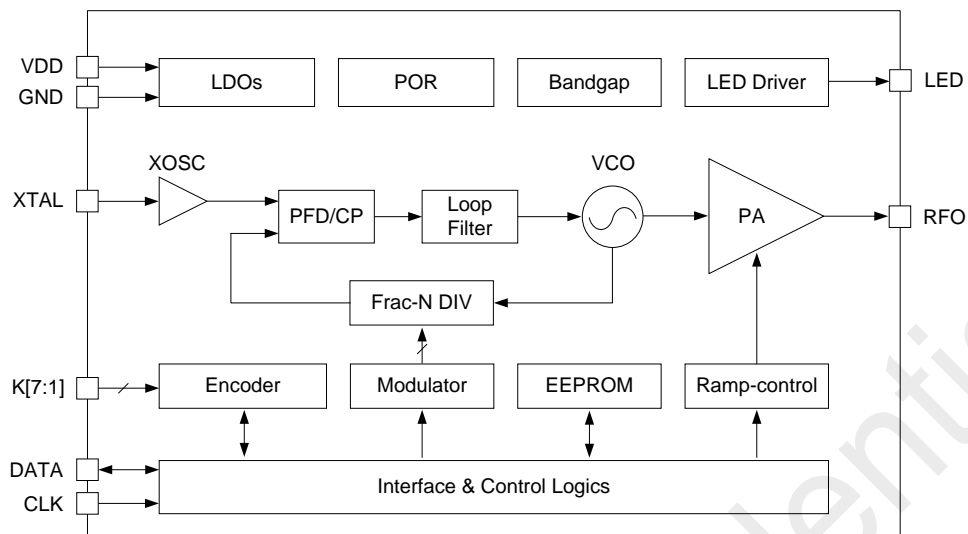 VDD
GND
LDOs
POR
Bandgap
LED Driver
LED
XTAL
XOSC
PFD/CP
Loop
Filter
VCO
PA
RFO
Frac-N DIV
K[7:1]
Encoder
Modulator
EEPROM
Ramp-control
DATA
CLK
Interface & Control Logics